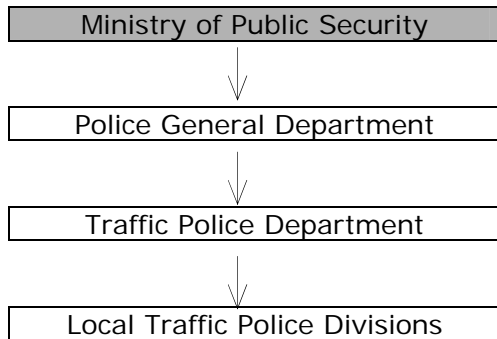 Ministry of Public Security
Police General Department
Traffic Police Department
Local Traffic Police Divisions